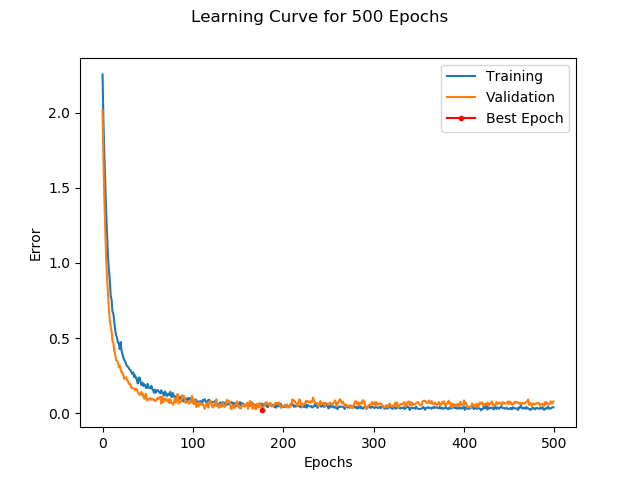 Learning Curve for 500 Epochs
Training
Validation
Best Epoch
2.0
1.5
1.0
0.5
0.0
Error
0 100 200 300 400 500
Epochs